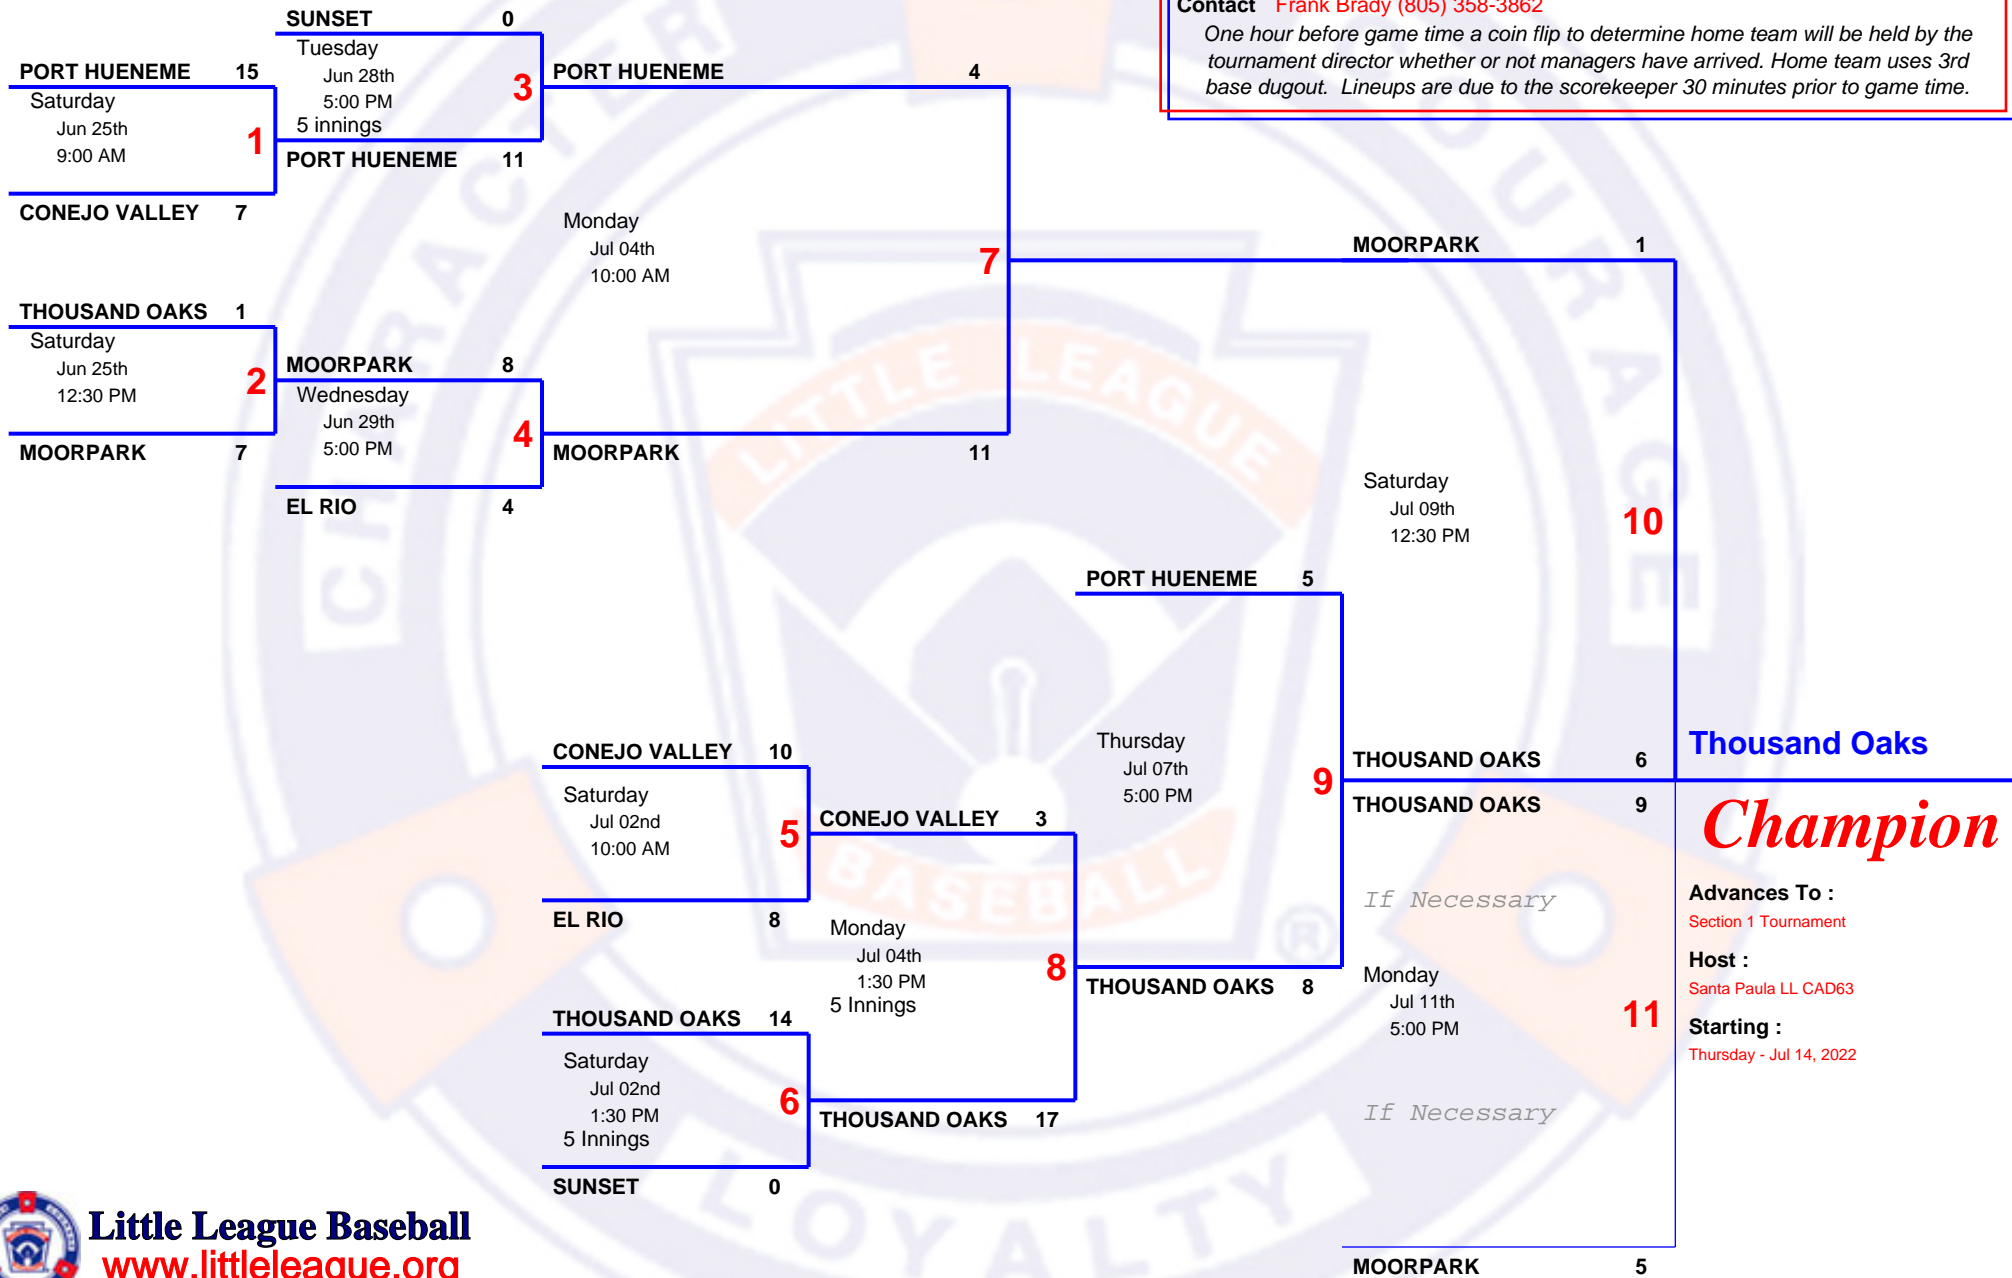 Contact Frank Brady (805) 358-3862
One hour before game time a coin flip to determine home team will be held by the
tournament director whether or not managers have arrived. Home team uses 3rd
base dugout. Lineups are due to the scorekeeper 30 minutes prior to game time.
PORT HUENEME 15
Saturday
Jun 25th
9:00 AM
1
CONEJO VALLEY 7
THOUSAND OAKS 1
Saturday
Jun 25th
12:30 PM
2
MOORPARK 7
SUNSET 0
Tuesday
Jun 28th
5:00 PM
5 innings
3
PORT HUENEME 11
MOORPARK 8
Wednesday
Jun 29th
5:00 PM
4
EL RIO 4
PORT HUENEME 4
Monday
Jul 04th
10:00 AM
7
MOORPARK 11
CONEJO VALLEY 10
Saturday
Jul 02nd
10:00 AM
5
EL RIO 8
THOUSAND OAKS 14
Saturday
Jul 02nd
1:30 PM
5 Innings
6
SUNSET 0
CONEJO VALLEY 3
Monday
Jul 04th
1:30 PM
5 Innings
8
THOUSAND OAKS 17
PORT HUENEME 5
Thursday
Jul 07th
5:00 PM
9
THOUSAND OAKS 8
MOORPARK 1
Saturday
Jul 09th
12:30 PM
10
THOUSAND OAKS 6
THOUSAND OAKS 9
If Necessary
Monday
Jul 11th
5:00 PM
11
If Necessary
MOORPARK 5
Thousand Oaks
Champion
Advances To :
Section 1 Tournament
Host :
Santa Paula LL CAD63
Starting :
Thursday - Jul 14, 2022
CHARACTER
COURAGE
LOYALTY
LITTLE LEAGUE
BASEBALL
®
Little League Baseball
www.littleleague.org